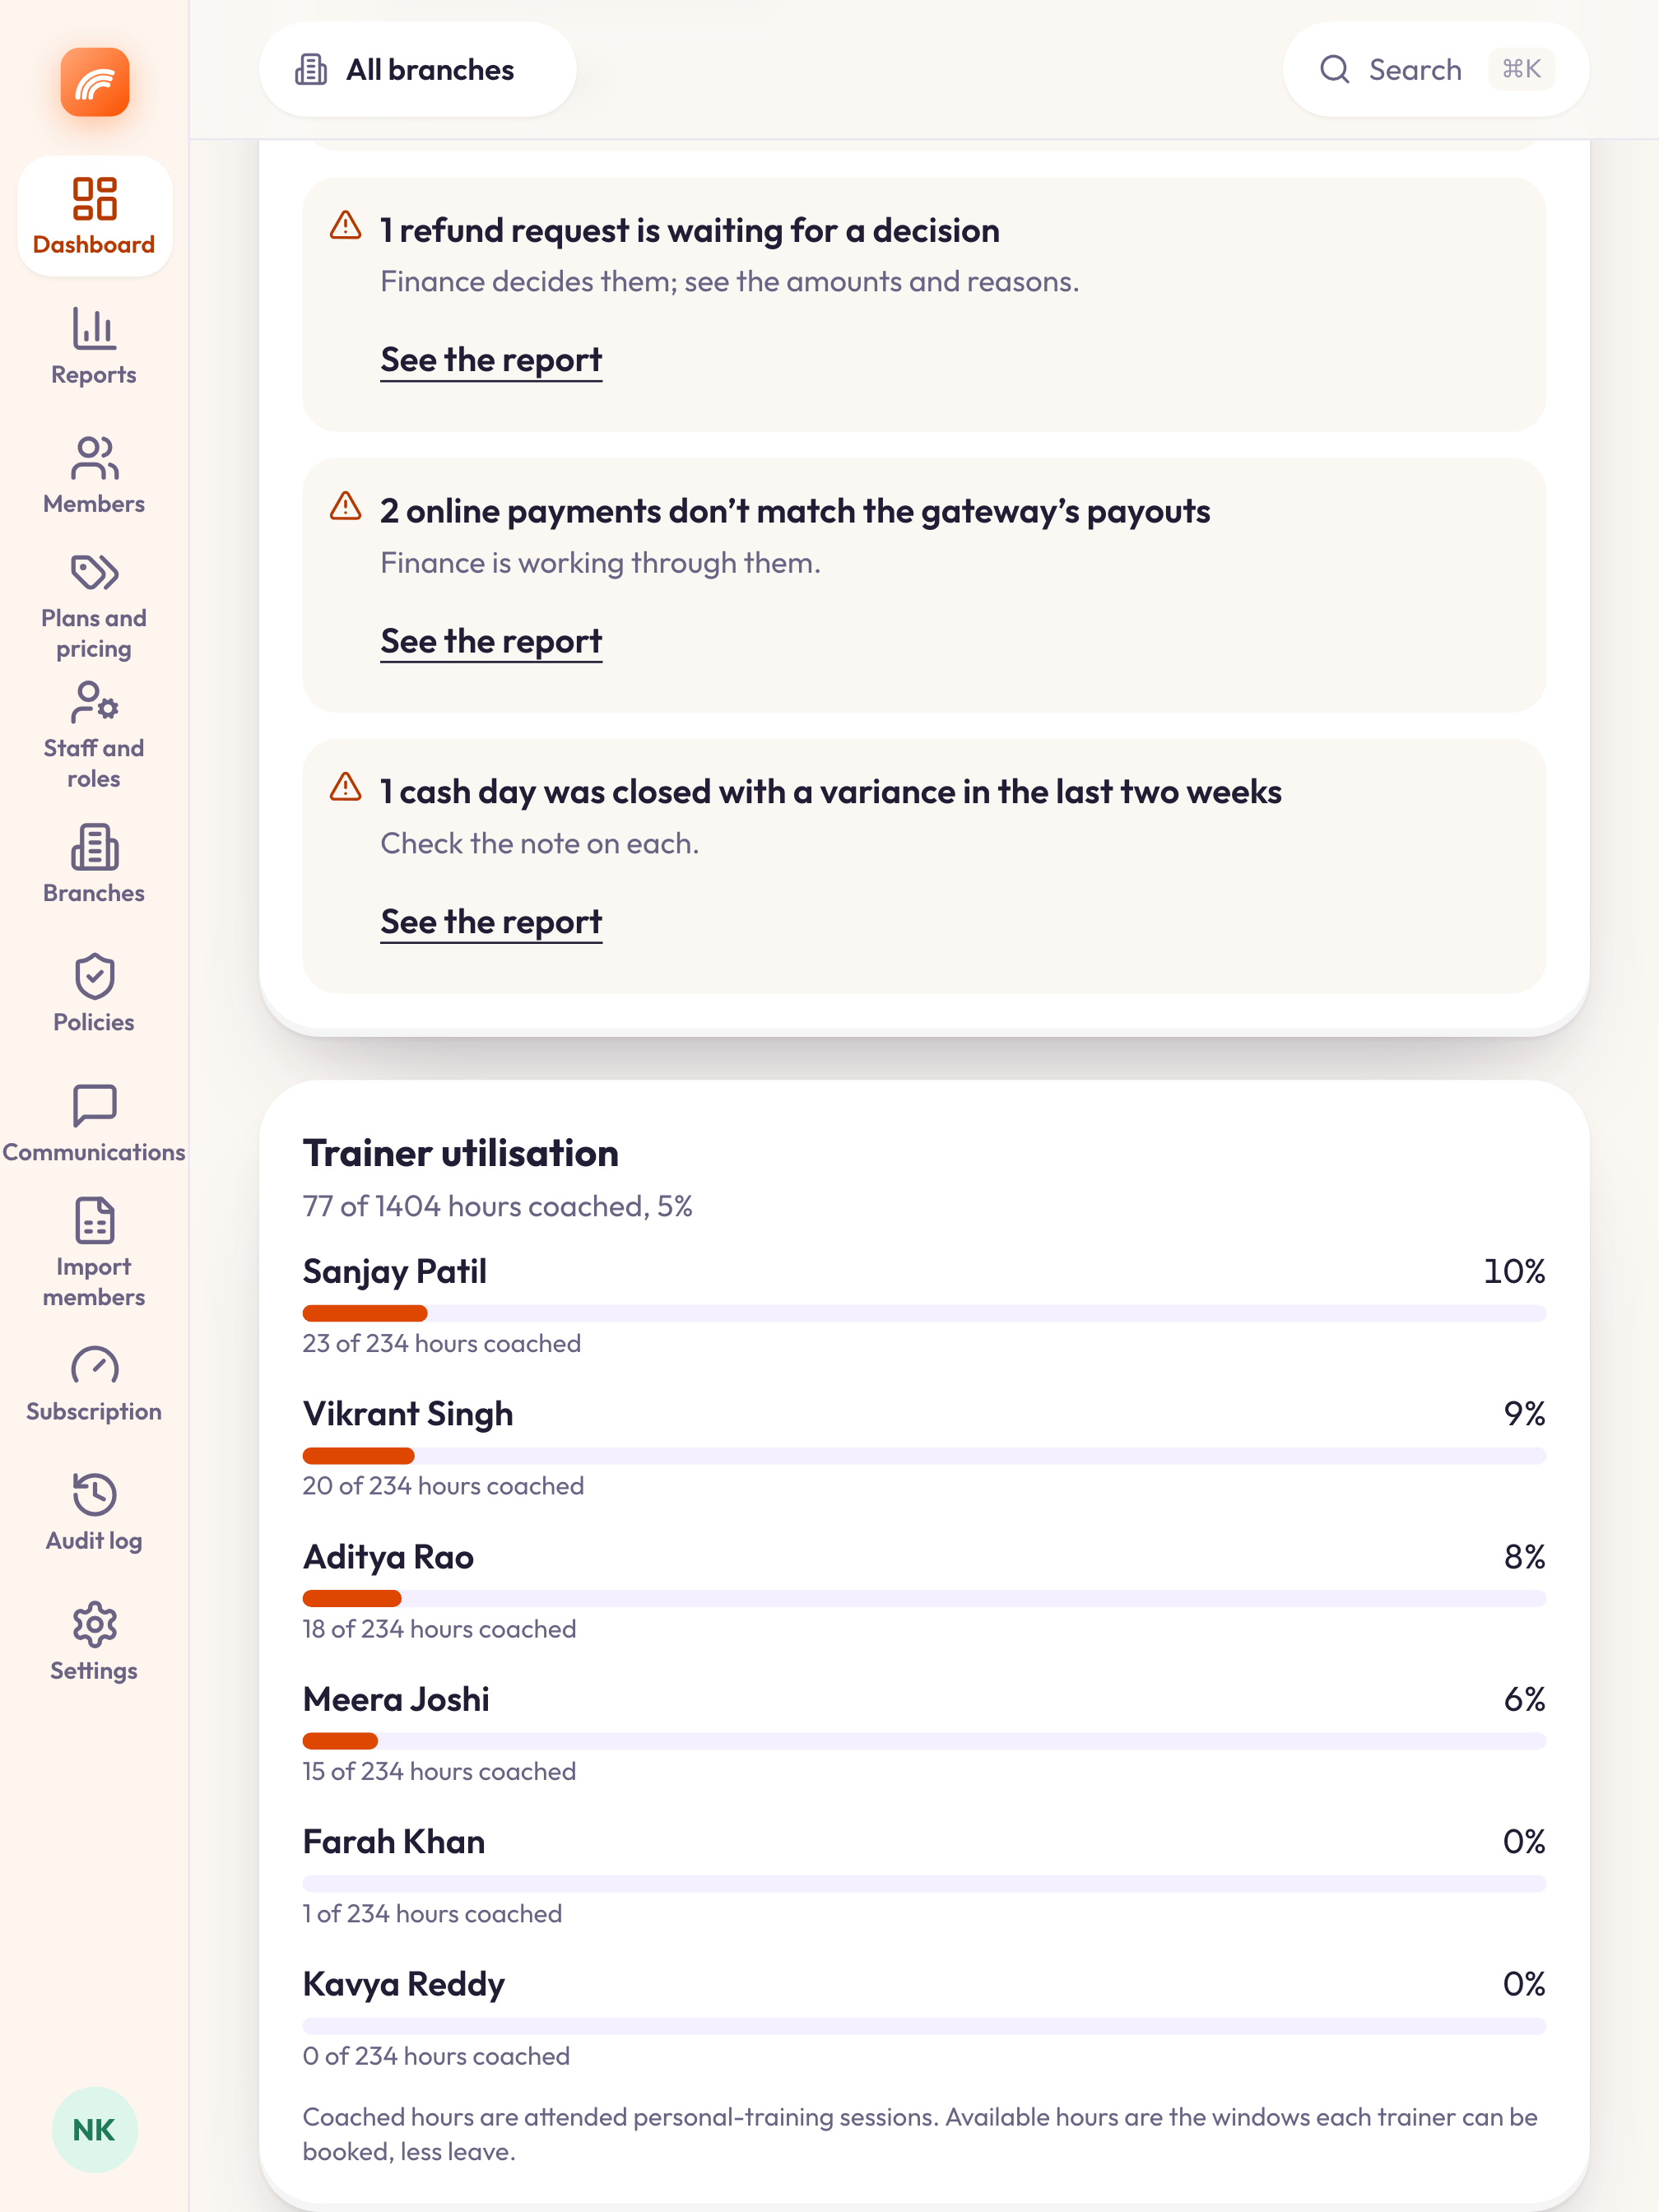 All branches
Search ⌘K
Dashboard
Reports
Members
Plans and
pricing
Staff and
roles
Branches
Policies
Communications
Import
members
Subscription
Audit log
Settings
NK
1 refund request is waiting for a decision
Finance decides them; see the amounts and reasons.
See the report
2 online payments don’t match the gateway’s payouts
Finance is working through them.
See the report
1 cash day was closed with a variance in the last two weeks
Check the note on each.
See the report
Trainer utilisation
77 of 1404 hours coached, 5%
Sanjay Patil 10%
23 of 234 hours coached
Vikrant Singh 9%
20 of 234 hours coached
Aditya Rao 8%
18 of 234 hours coached
Meera Joshi 6%
15 of 234 hours coached
Farah Khan 0%
1 of 234 hours coached
Kavya Reddy 0%
0 of 234 hours coached
Coached hours are attended personal-training sessions. Available hours are the windows each trainer can be
booked, less leave.